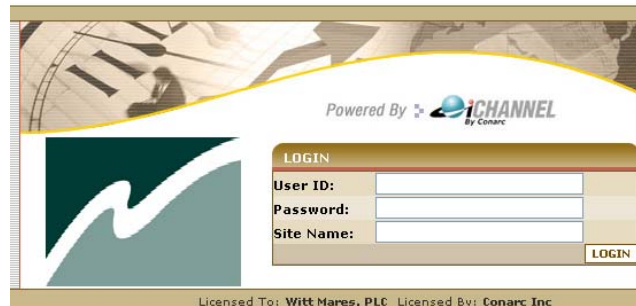 Powered By iCHANNEL
By Conarc
LOGIN
User ID:
Password:
Site Name:
LOGIN
Licensed To: Witt Mares, PLC Licensed By: Conarc Inc